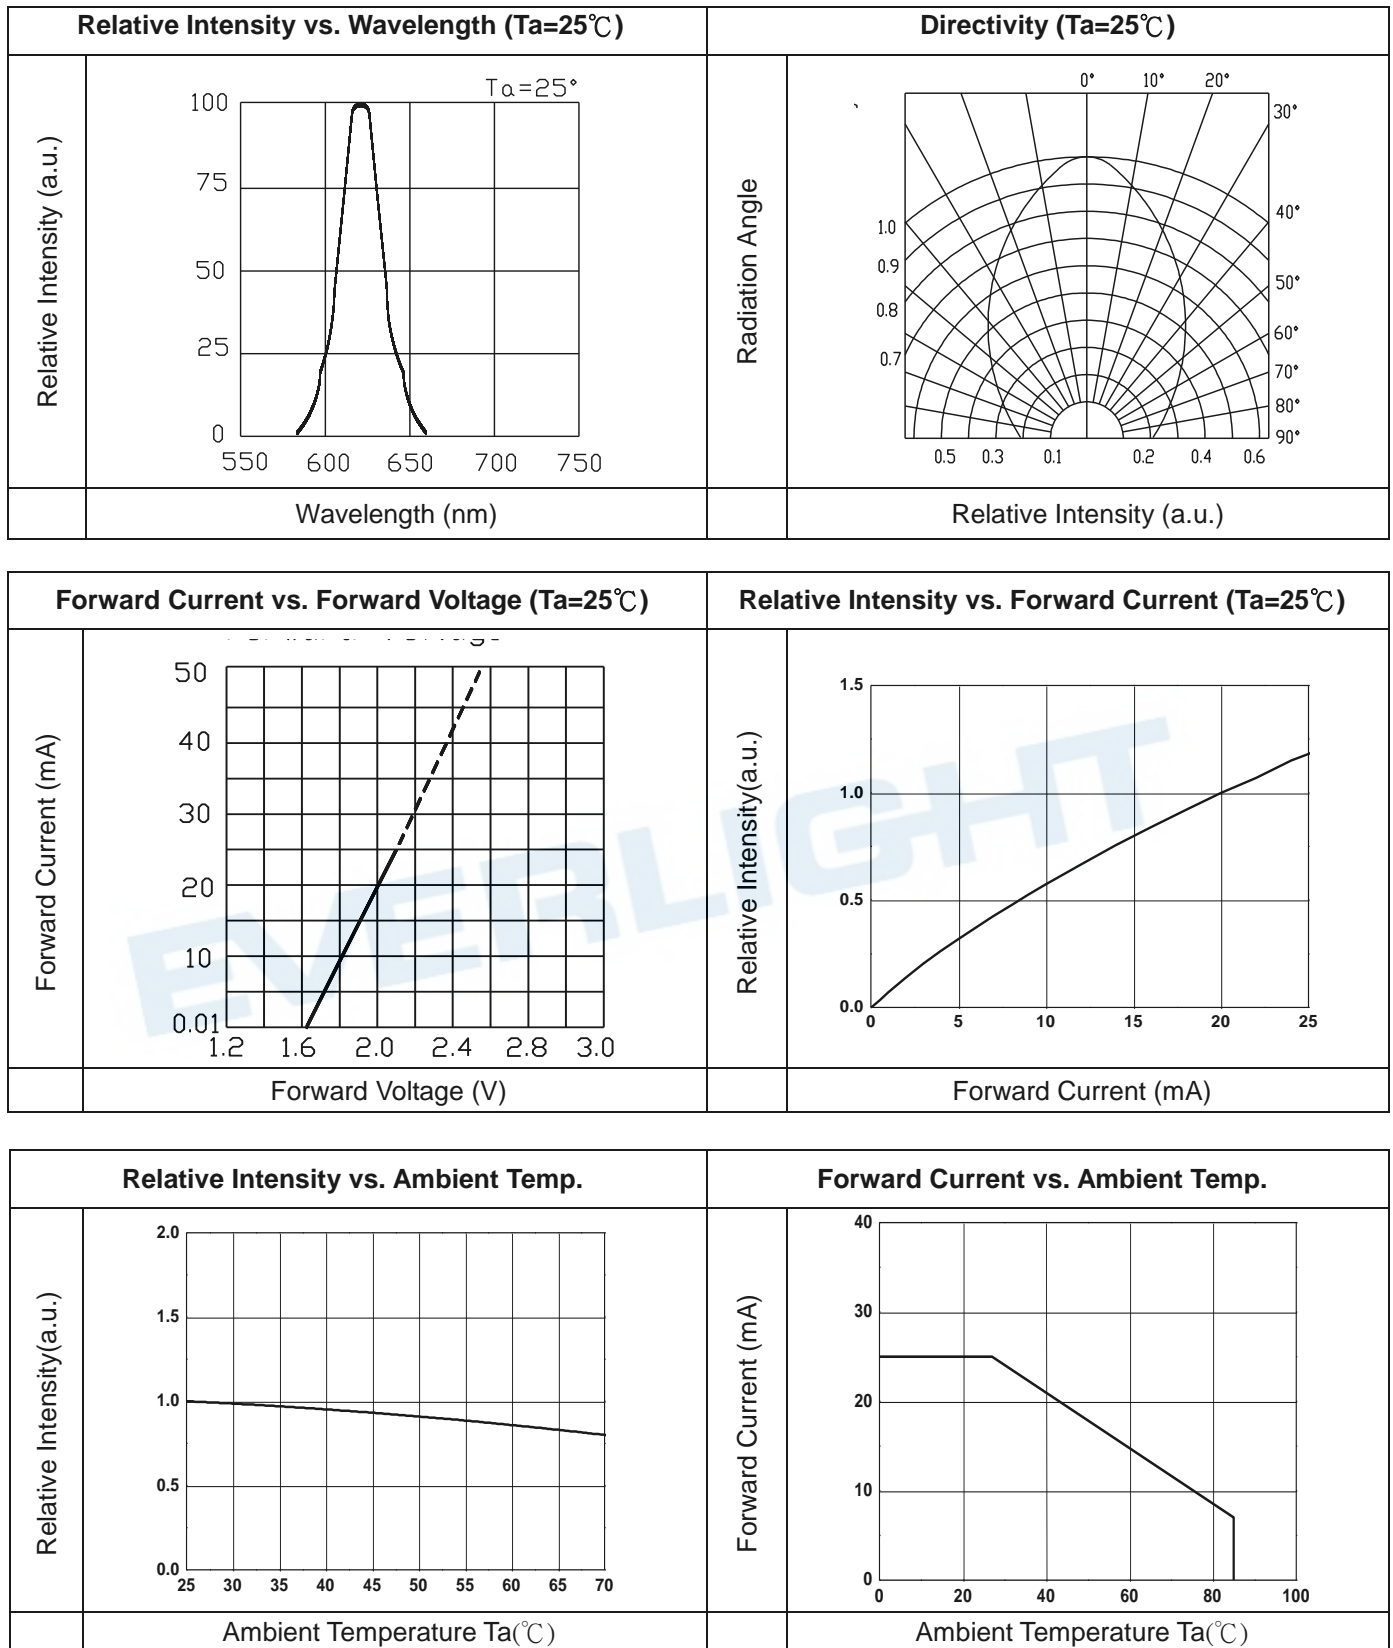 Relative Intensity vs. Wavelength (Ta=25℃)
Directivity (Ta=25℃)
Relative Intensity (a.u.)
Ta=25°
100
75
50
25
0
550 600 650 700 750
Wavelength (nm)
Radiation Angle
0° 10° 20°
30°
40°
50°
60°
70°
80°
90°
1.0
0.9
0.8
0.7
0.5 0.3 0.1 0.2 0.4 0.6
Relative Intensity (a.u.)
Forward Current vs. Forward Voltage (Ta=25℃)
Relative Intensity vs. Forward Current (Ta=25℃)
Forward Current (mA)
50
40
30
20
10
0.01
1.2 1.6 2.0 2.4 2.8 3.0
Forward Voltage (V)
Relative Intensity(a.u.)
1.5
1.0
0.5
0.0
0 5 10 15 20 25
Forward Current (mA)
EVERLIGHT
Relative Intensity vs. Ambient Temp.
Forward Current vs. Ambient Temp.
Relative Intensity(a.u.)
2.0
1.5
1.0
0.5
0.0
25 30 35 40 45 50 55 60 65 70
Ambient Temperature Ta(℃)
Forward Current (mA)
40
30
20
10
0
0 20 40 60 80 100
Ambient Temperature Ta(℃)